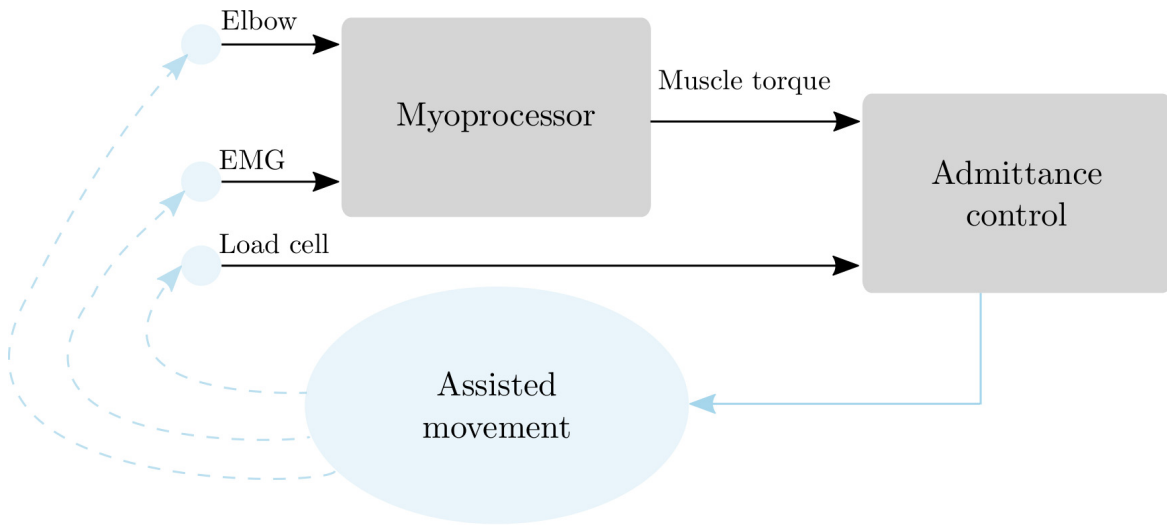 Elbow
Myoprocessor
EMG
Load cell
Muscle torque
Admittance
control
Assisted
movement